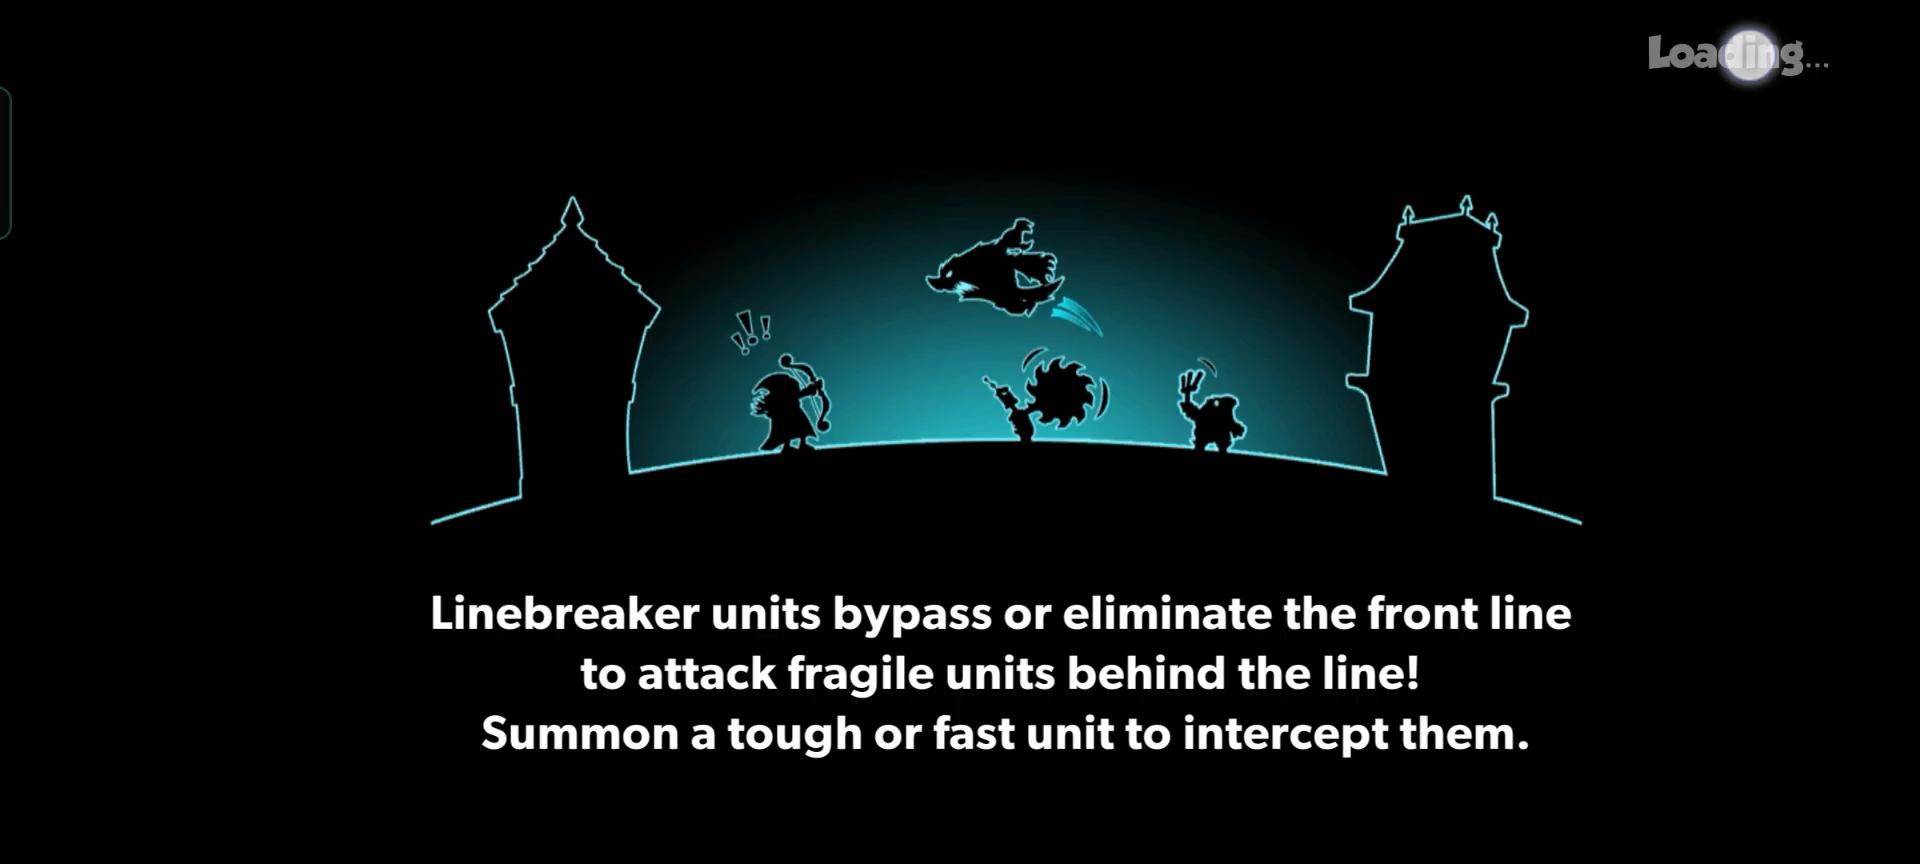 Loading...
!!!
Linebreaker units bypass or eliminate the front line
to attack fragile units behind the line!
Summon a tough or fast unit to intercept them.